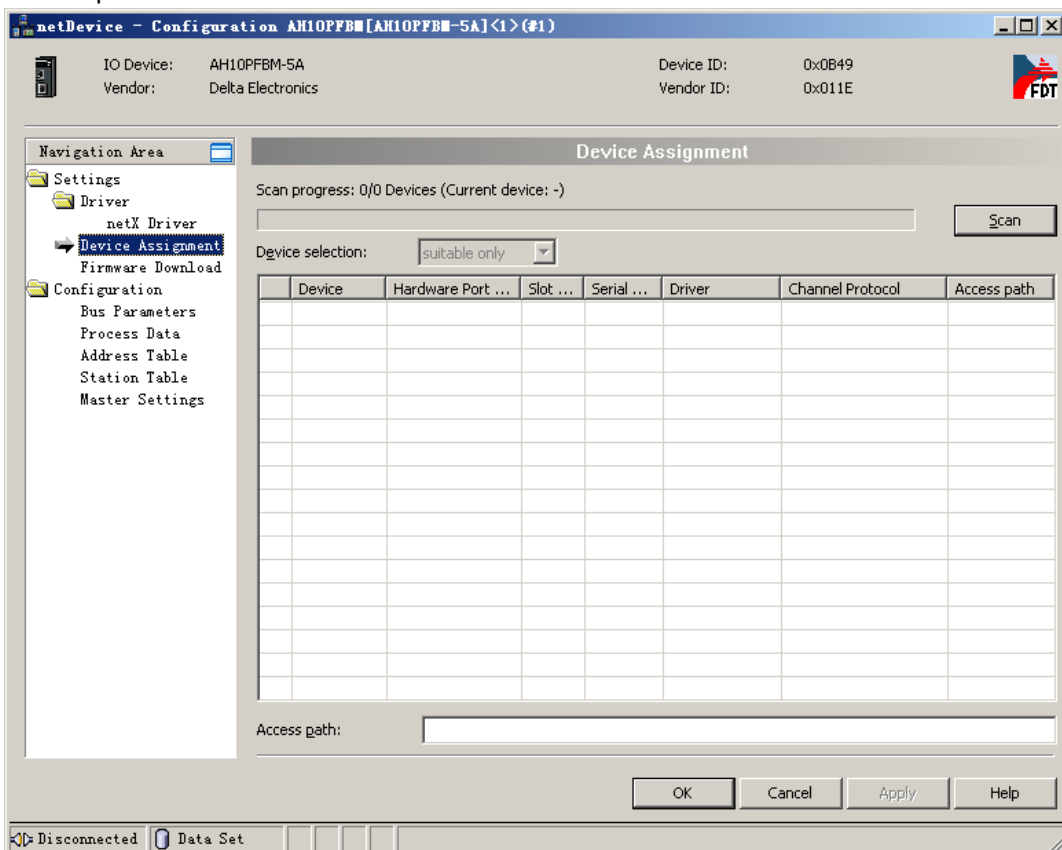 netDevice - Configuration AH10PFBM[AH10PFBM-5A]<1>(#1)
IO Device: AH10PFBM-5A Device ID: 0x0B49
Vendor: Delta Electronics Vendor ID: 0x011E
FDT
Navigation Area
Settings
Driver
netX Driver
Device Assignment
Firmware Download
Configuration
Bus Parameters
Process Data
Address Table
Station Table
Master Settings
Device Assignment
Scan progress: 0/0 Devices (Current device: -)
Scan
Device selection: suitable only
Device Hardware Port ... Slot ... Serial ... Driver Channel Protocol Access path
Access path:
OK Cancel Apply Help
Disconnected Data Set